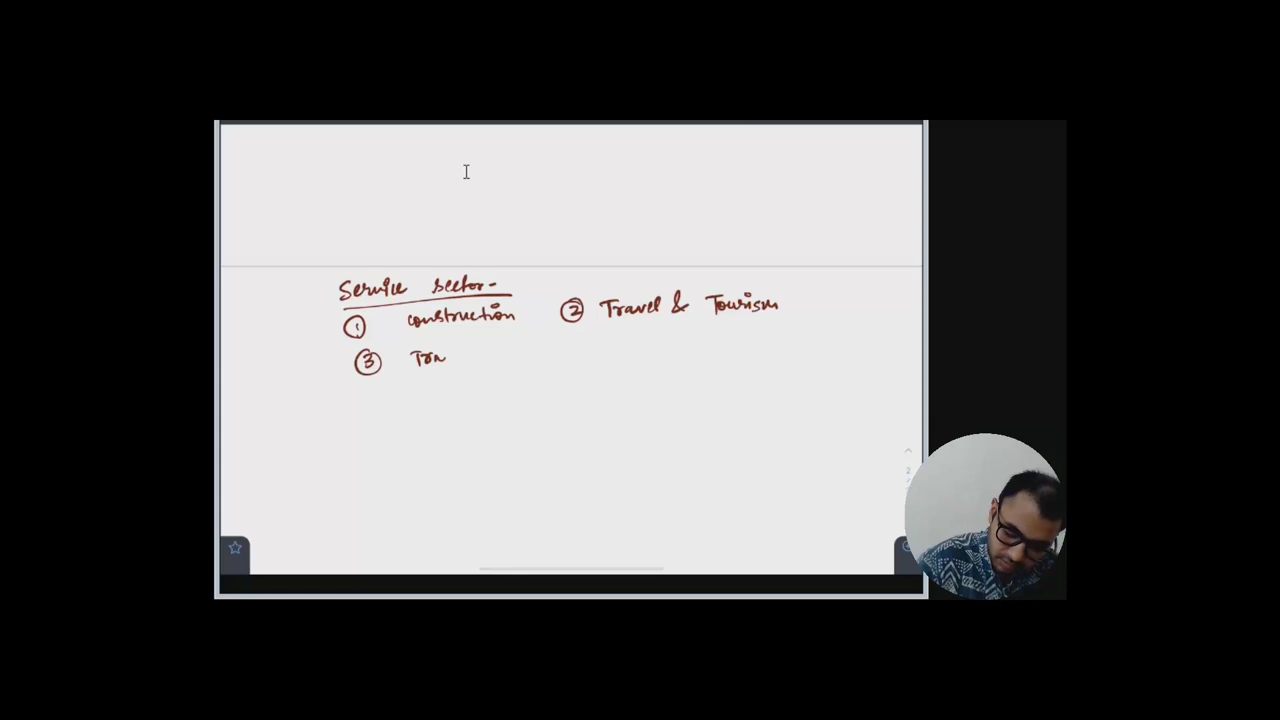 Service sector-
① construction ② Travel & Tourism
③ Tra